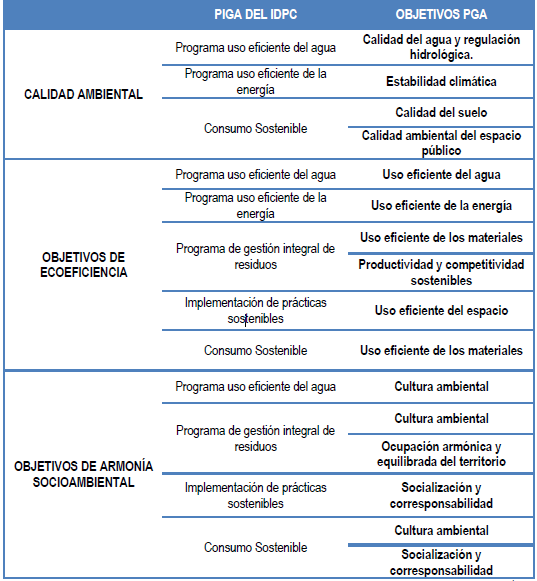 PIGA DEL IDPC
OBJETIVOS PGA
CALIDAD AMBIENTAL
Programa uso eficiente del agua
Calidad del agua y regulación
hidrológica.
Programa uso eficiente de la
energía
Estabilidad climática
Consumo Sostenible
Calidad del suelo
Calidad ambiental del espacio
público
OBJETIVOS DE
ECOEFICIENCIA
Programa uso eficiente del agua
Uso eficiente del agua
Programa uso eficiente de la
energía
Uso eficiente de la energía
Programa de gestión integral de
residuos
Uso eficiente de los materiales
Productividad y competitividad
sostenibles
Implementación de prácticas
sostenibles
Uso eficiente del espacio
Consumo Sostenible
Uso eficiente de los materiales
OBJETIVOS DE ARMONÍA
SOCIOAMBIENTAL
Programa uso eficiente del agua
Cultura ambiental
Programa de gestión integral de
residuos
Cultura ambiental
Ocupación armónica y
equilibrada del territorio
Implementación de prácticas
sostenibles
Socialización y
corresponsabilidad
Consumo Sostenible
Cultura ambiental
Socialización y
corresponsabilidad